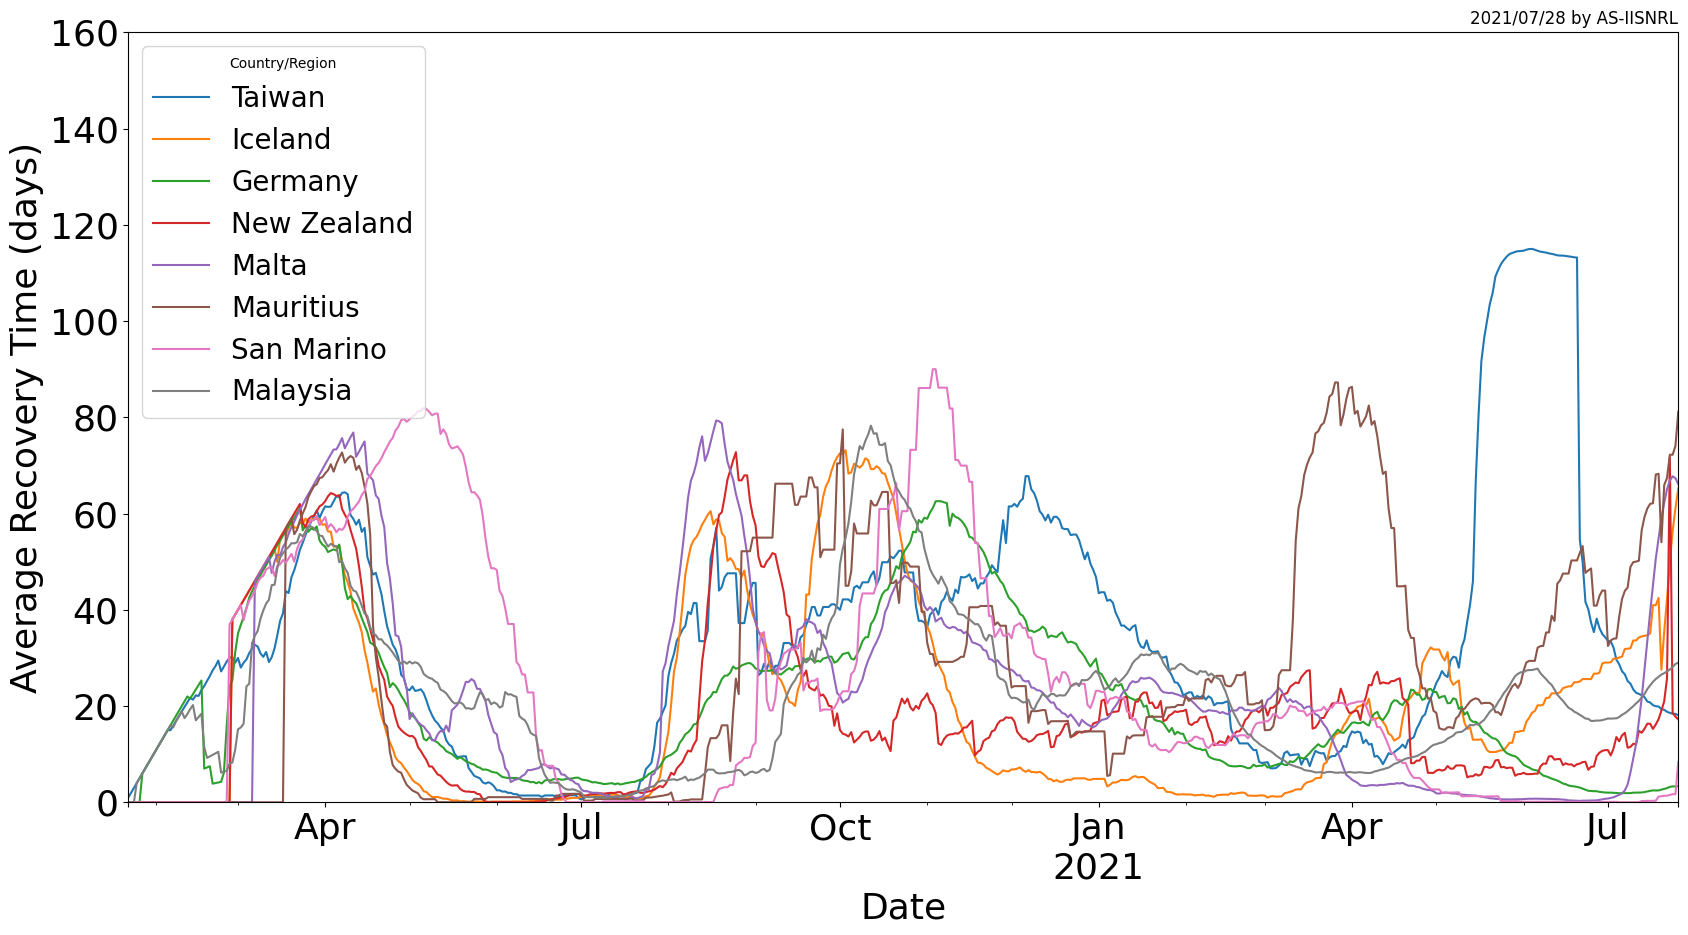 2021/07/28 by AS-IISNRL
Average Recovery Time (days)
160
140
120
100
80
60
40
20
0
Country/Region
Taiwan
Iceland
Germany
New Zealand
Malta
Mauritius
San Marino
Malaysia
Apr Jul Oct Jan Apr Jul
2021
Date